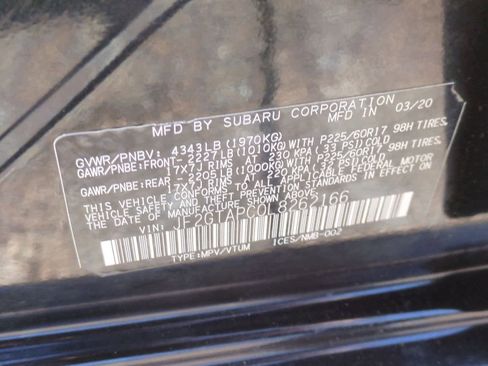 MFD BY SUBARU CORPORATION
MFD IN 03/20
GVWR/PNBV: 4343LB(1970KG)
GAWR/PNBE:FRONT- 2227LB(1010KG)WITH P225/60R17 98H TIRES,
17X7J RIMS AT 230 KPA(33 PSI)COLD
GAWR/PNBE:REAR- 2205LB(1000KG)WITH P225/60R17 98H TIRES,
17X7J RIMS AT 220 KPA(32 PSI)COLD
THIS VEHICLE CONFORMS TO ALL APPLICABLE FEDERAL
SAFETY AND THEFT PREVENTION STANDARDS IN EFFECT ON
THE DATE OF MANUFACTURE SHOWN ABOVE.
VIN: JF2GTAPC0L8262166
TYPE:MPV/VTUM ICES/NMB-002